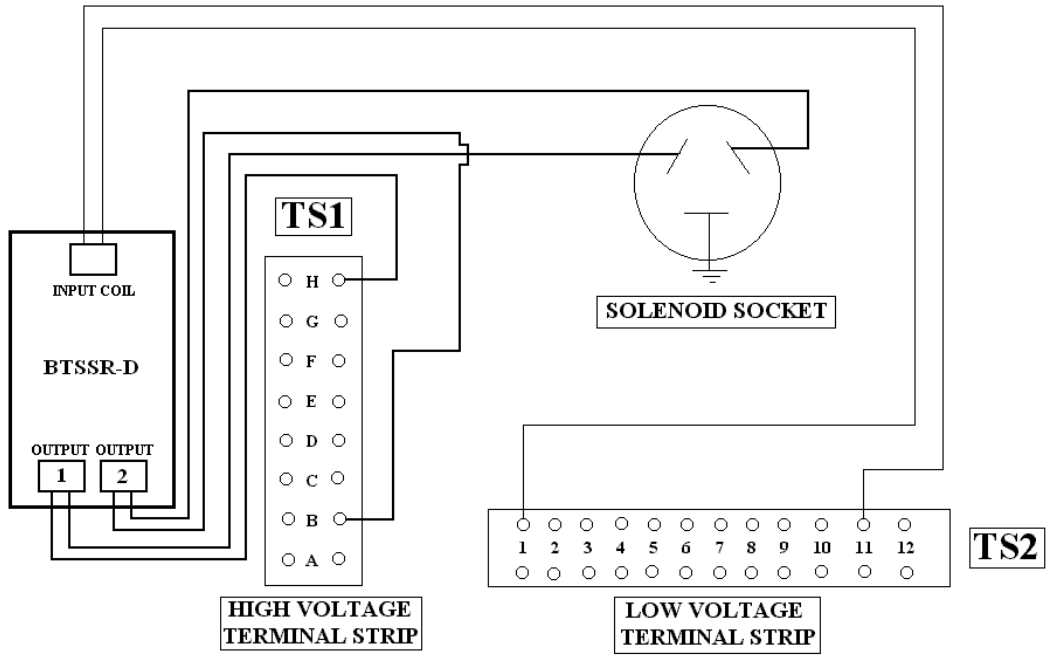 TS1
INPUT COIL
H
SOLENOID SOCKET
G
BTSSR-D
F
E
D
OUTPUT OUTPUT
1 2
C
B
A
1 2 3 4 5 6 7 8 9 10 11 12
TS2
HIGH VOLTAGE
TERMINAL STRIP
LOW VOLTAGE
TERMINAL STRIP